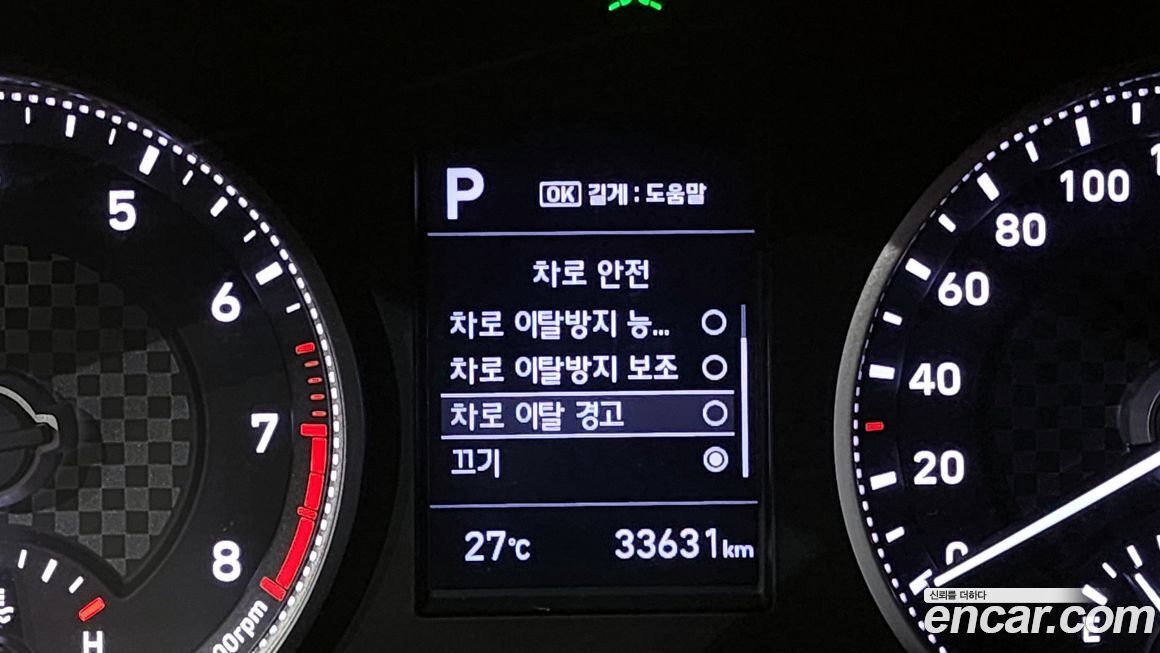 P
OK 길게 : 도움말
차로 안전
차로 이탈방지 능...
차로 이탈방지 보조
차로 이탈 경고
끄기
27℃ 33631km
5
6
7
8
00rpm
H
100
80
60
40
20
0
E
신뢰를 더하다
encar.com